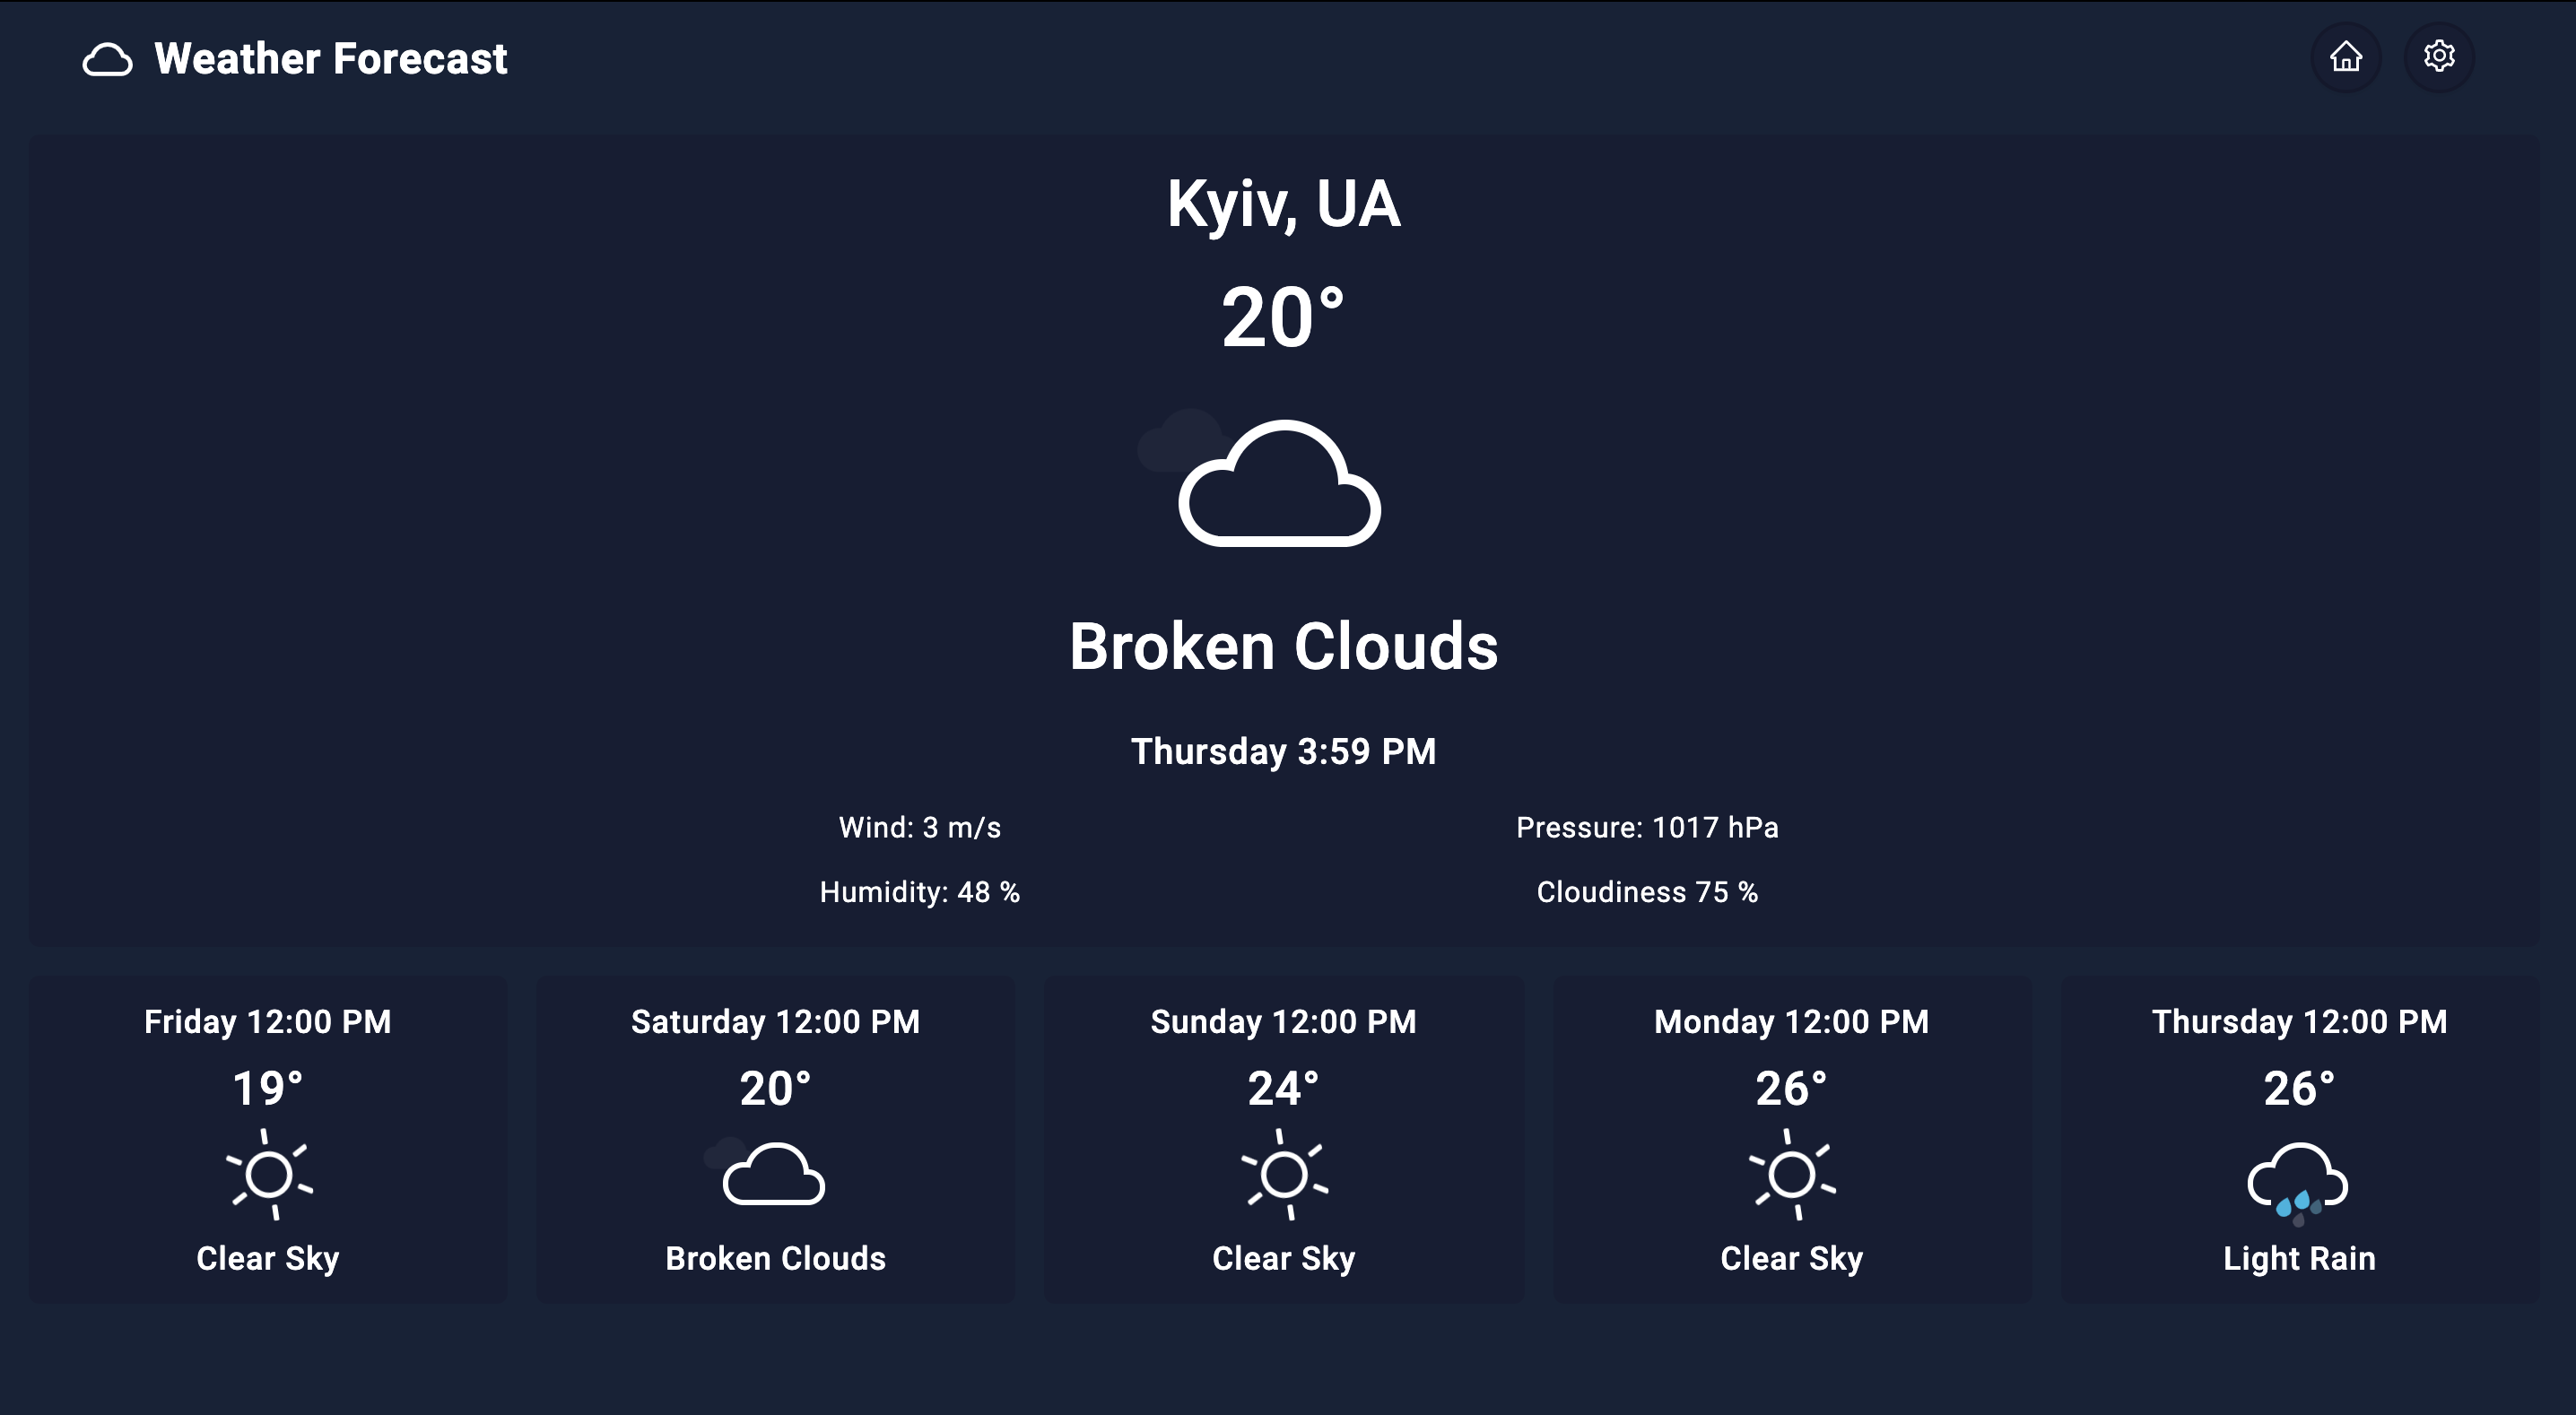 Weather Forecast
Kyiv, UA
20°
Broken Clouds
Thursday 3:59 PM
Wind: 3 m/s
Pressure: 1017 hPa
Humidity: 48 %
Cloudiness 75 %
Friday 12:00 PM
19°
Clear Sky
Saturday 12:00 PM
20°
Broken Clouds
Sunday 12:00 PM
24°
Clear Sky
Monday 12:00 PM
26°
Clear Sky
Thursday 12:00 PM
26°
Light Rain